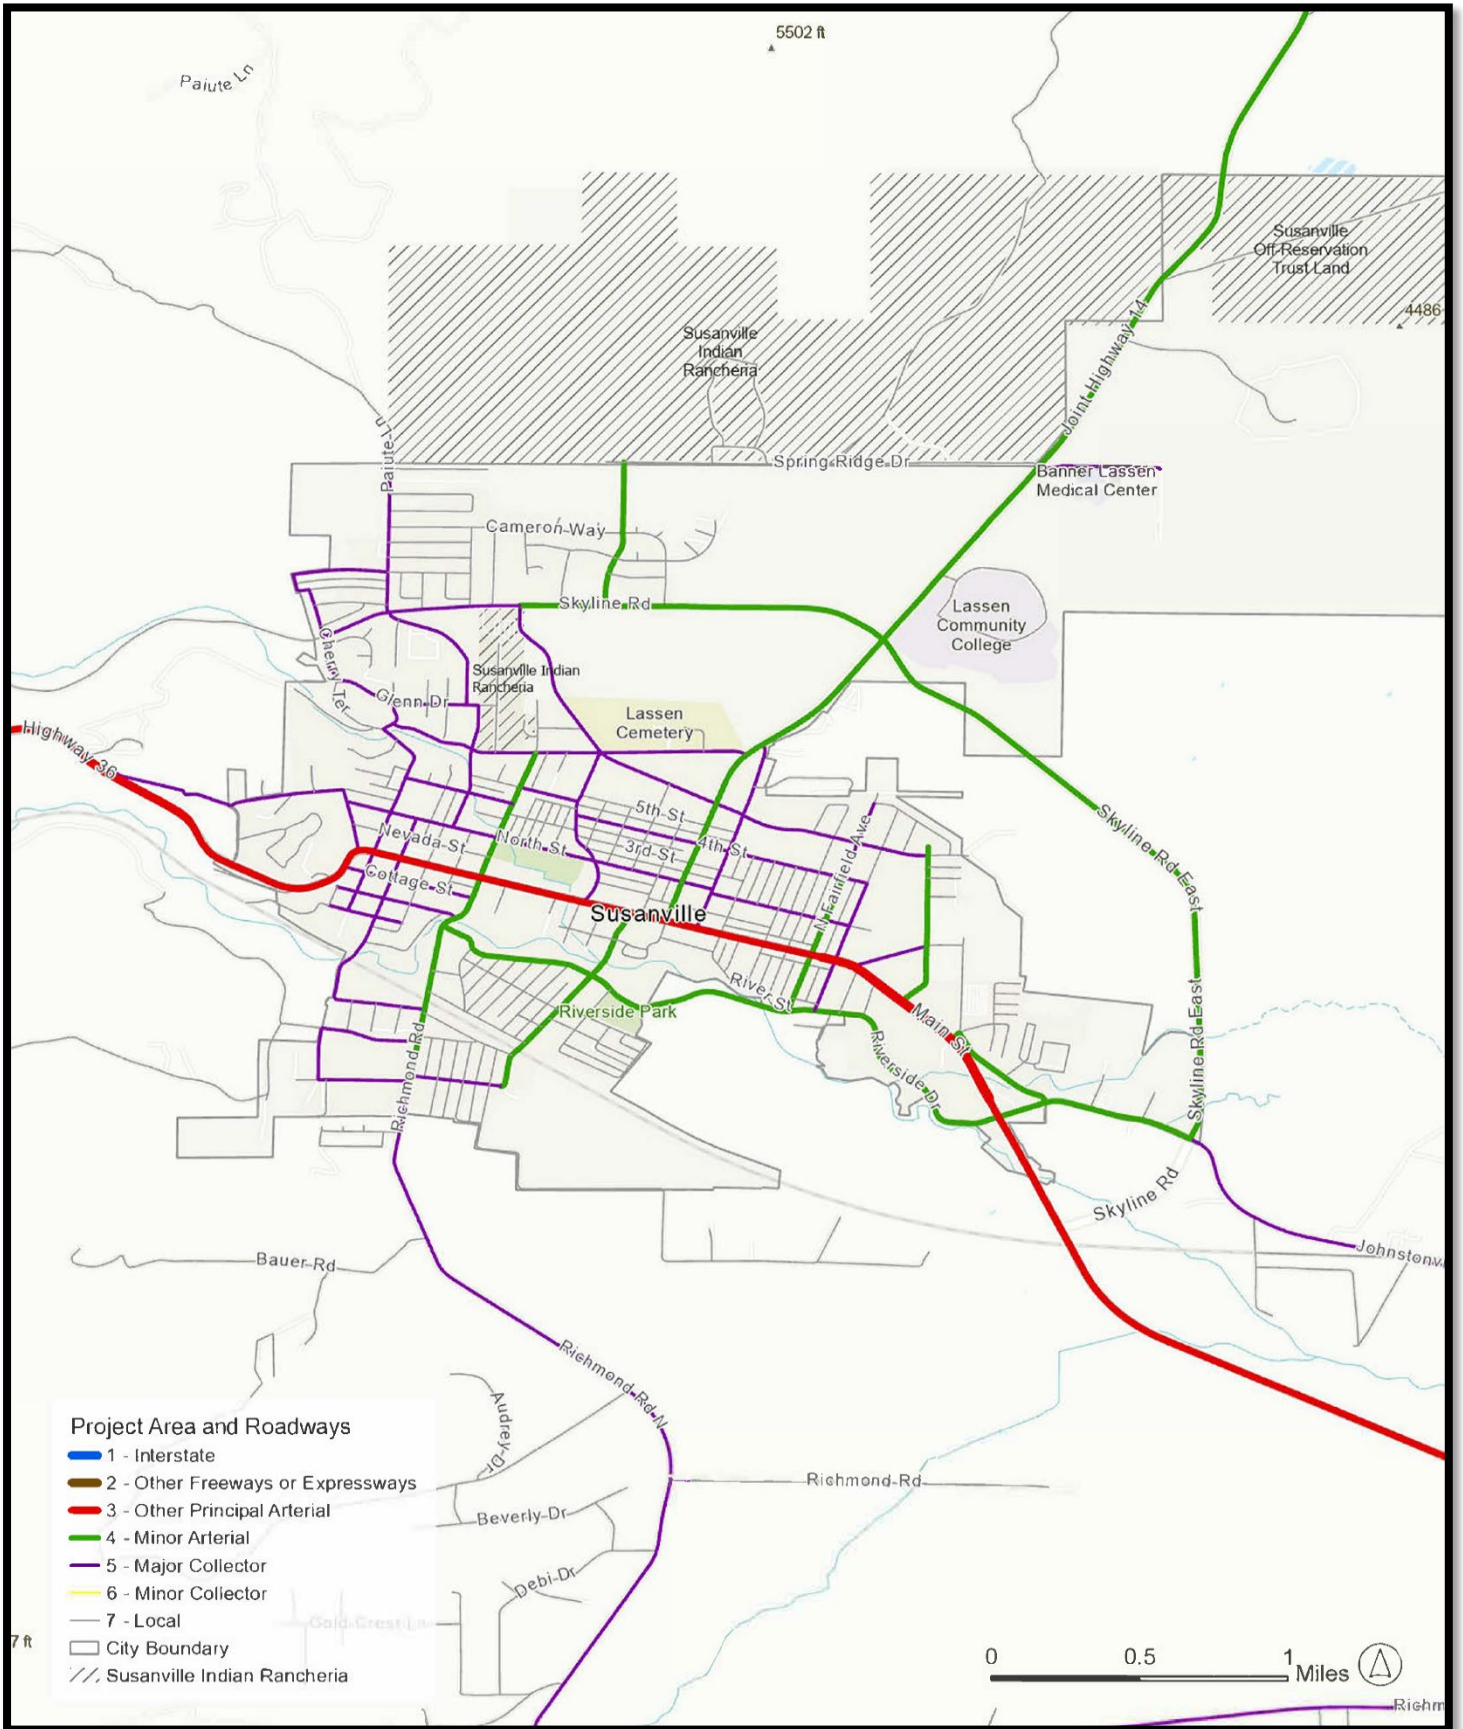 5502 ft
Paiute Ln
Susanville
Off-Reservation
Trust Land
4486
Joint Highway 14
Susanville
Indian
Rancheria
Paiute Ln
Spring Ridge Dr
Banner Lassen
Medical Center
Cameron Way
Skyline Rd
Lassen
Community
College
Cherry Ter
Susanville Indian
Rancheria
Glenn Dr
Lassen
Cemetery
Highway 36
5th St
Skyline Rd East
Nevada St
North St
3rd St
4th St
N Fairfield Ave
Cottage St
Susanville
River St
Riverside Park
Main St
Skyline Rd East
Richmond Rd
Riverside Dr
Skyline Rd
Johnstonv
Bauer Rd
Richmond Rd N
Audrey Dr
Richmond Rd
Beverly Dr
Debi Dr
Gold Crest Ln
Project Area and Roadways
1 - Interstate
2 - Other Freeways or Expressways
3 - Other Principal Arterial
4 - Minor Arterial
5 - Major Collector
6 - Minor Collector
7 - Local
City Boundary
Susanville Indian Rancheria
7 ft
0 0.5 1 Miles
Richm